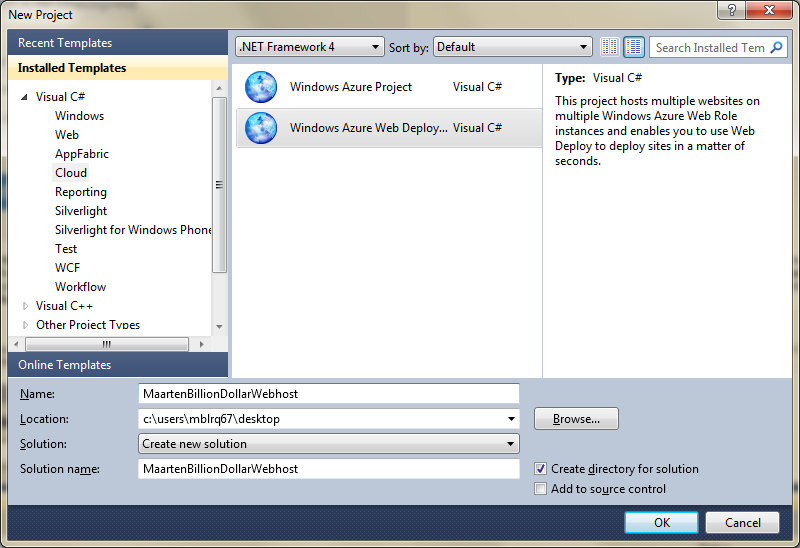 New Project
Recent Templates
Installed Templates
Visual C#
Windows
Web
AppFabric
Cloud
Reporting
Silverlight
Silverlight for Windows Phone
Test
WCF
Workflow
Visual C++
Other Project Types
Online Templates
.NET Framework 4 Sort by: Default Search Installed Tem
Windows Azure Project Visual C#
Windows Azure Web Deploy... Visual C#
Type: Visual C#
This project hosts multiple websites on
multiple Windows Azure Web Role
instances and enables you to use Web
Deploy to deploy sites in a matter of
seconds.
Name: MaartenBillionDollarWebhost
Location: c:\users\mblrq67\desktop Browse...
Solution: Create new solution
Solution name: MaartenBillionDollarWebhost
Create directory for solution
Add to source control
OK Cancel